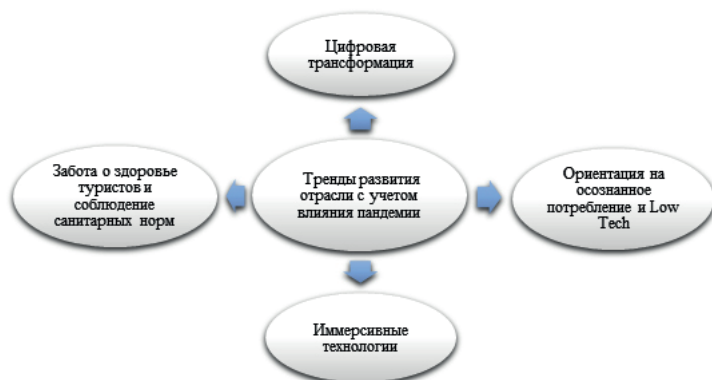 Цифровая
трансформация
Забота о здоровье
туристов и
соблюдение
санитарных норм
Тренды развития
отрасли с учетом
влияния пандемии
Ориентация на
осознанное
потребление и Low
Tech
Иммерсивные
технологии